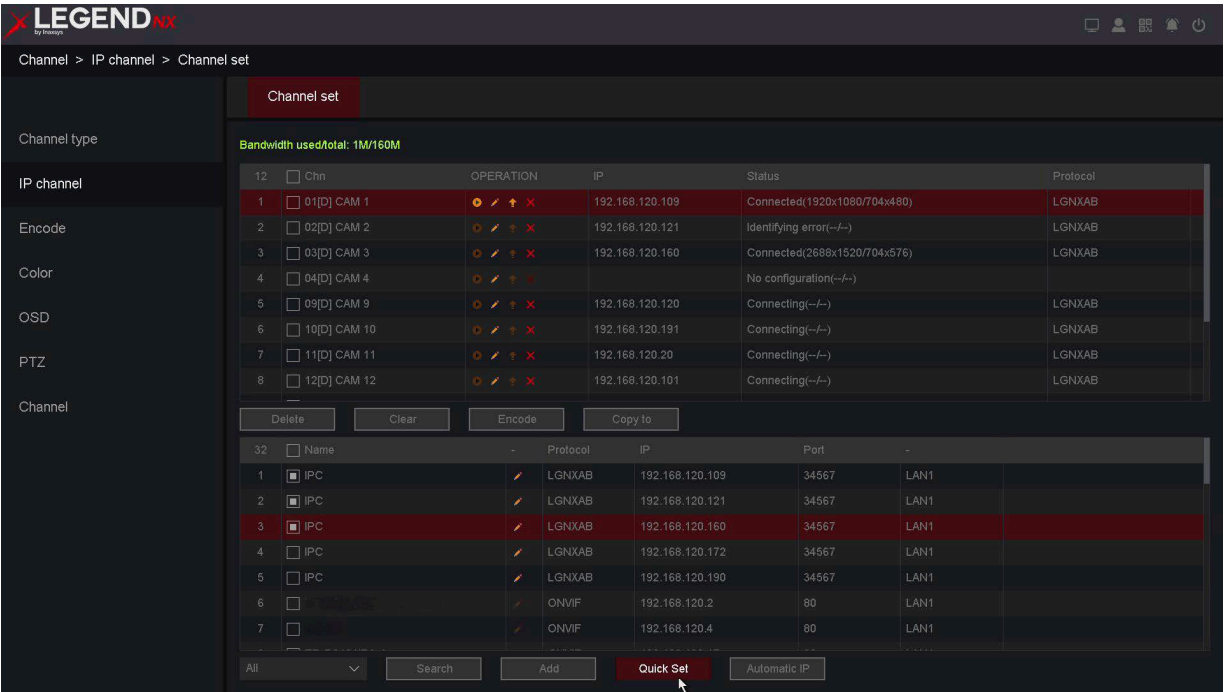 LEGEND NX
by Inaxsys
Channel > IP channel > Channel set
Channel set
Channel type
IP channel
Encode
Color
OSD
PTZ
Channel
Bandwidth used/total: 1M/160M
12 Chn OPERATION IP Status Protocol
1 01[D] CAM 1 192.168.120.109 Connected(1920x1080/704x480) LGNXAB
2 02[D] CAM 2 192.168.120.121 Identifying error(--/--) LGNXAB
3 03[D] CAM 3 192.168.120.160 Connected(2688x1520/704x576) LGNXAB
4 04[D] CAM 4 No configuration(--/--)
5 09[D] CAM 9 192.168.120.120 Connecting(--/--) LGNXAB
6 10[D] CAM 10 192.168.120.191 Connecting(--/--) LGNXAB
7 11[D] CAM 11 192.168.120.20 Connecting(--/--) LGNXAB
8 12[D] CAM 12 192.168.120.101 Connecting(--/--) LGNXAB
Delete Clear Encode Copy to
32 Name - Protocol IP Port -
1 IPC LGNXAB 192.168.120.109 34567 LAN1
2 IPC LGNXAB 192.168.120.121 34567 LAN1
3 IPC LGNXAB 192.168.120.160 34567 LAN1
4 IPC LGNXAB 192.168.120.172 34567 LAN1
5 IPC LGNXAB 192.168.120.190 34567 LAN1
6 ONVIF 192.168.120.2 80 LAN1
7 ONVIF 192.168.120.4 80 LAN1
All Search Add Quick Set Automatic IP